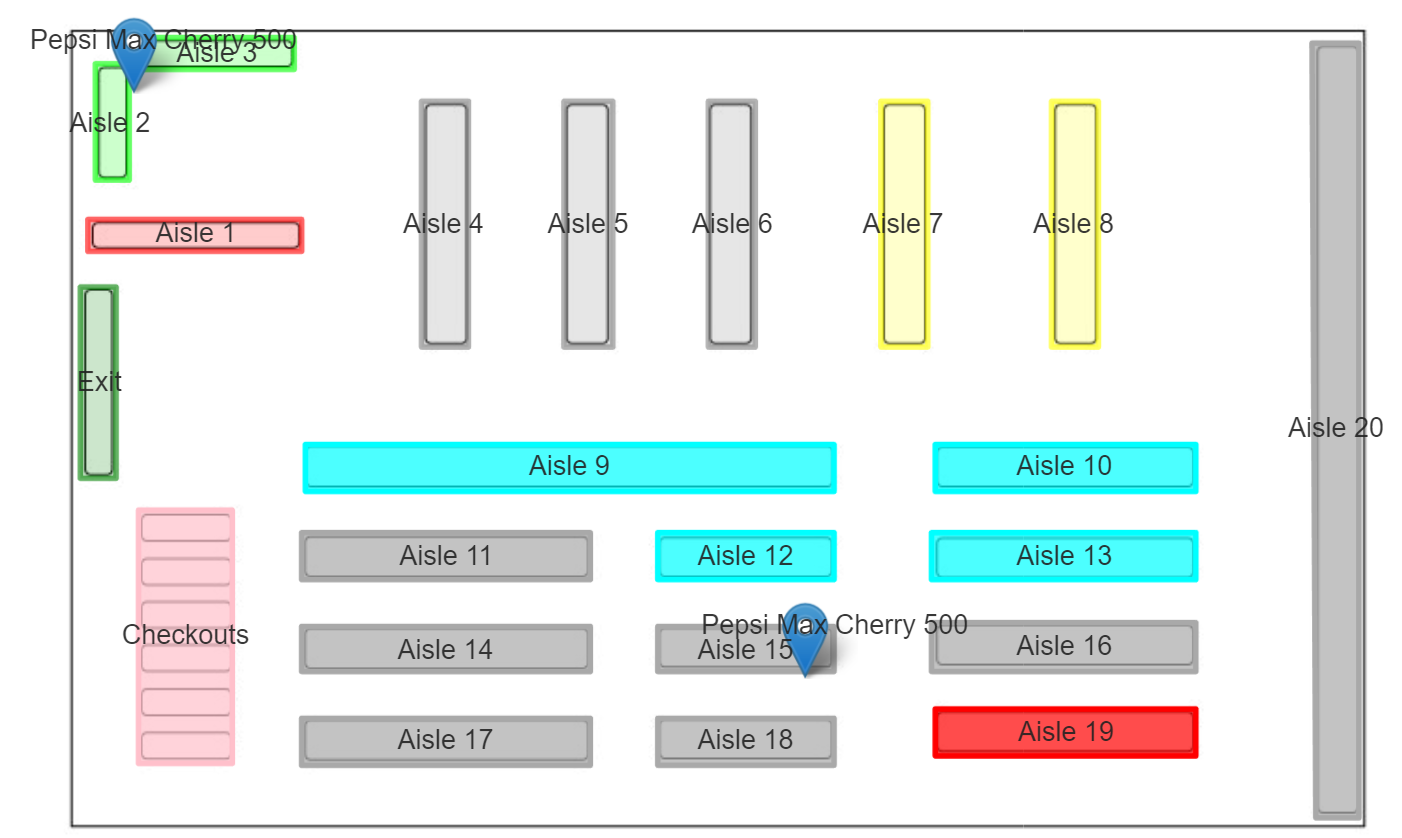 Pepsi Max Cherry 500
Aisle 3
Aisle 2
Aisle 1
Aisle 4
Aisle 5
Aisle 6
Aisle 7
Aisle 8
Exit
Aisle 20
Aisle 9
Aisle 10
Aisle 11
Aisle 12
Aisle 13
Checkouts
Pepsi Max Cherry 500
Aisle 14
Aisle 15
Aisle 16
Aisle 17
Aisle 18
Aisle 19